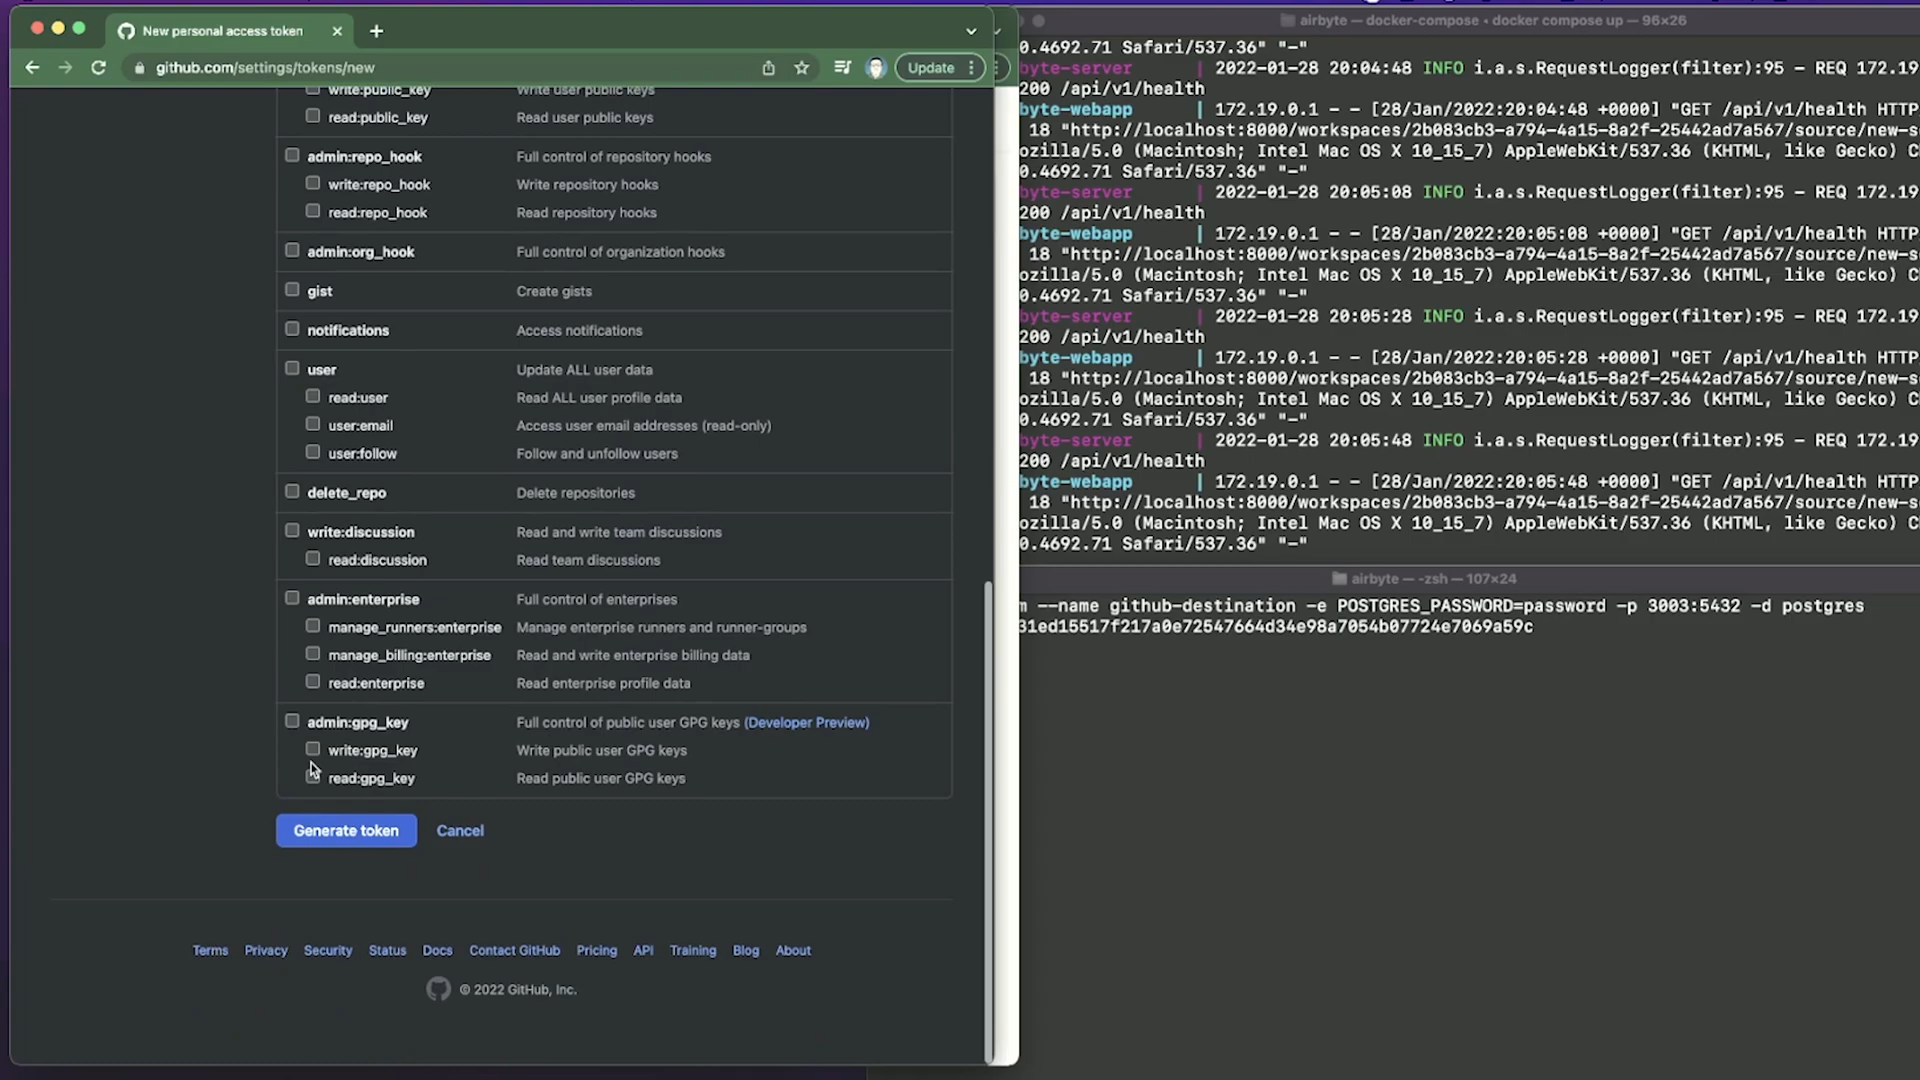 New personal access token
github.com/settings/tokens/new
Update
write:public_key Write user public keys
read:public_key Read user public keys
admin:repo_hook Full control of repository hooks
write:repo_hook Write repository hooks
read:repo_hook Read repository hooks
admin:org_hook Full control of organization hooks
gist Create gists
notifications Access notifications
user Update ALL user data
read:user Read ALL user profile data
user:email Access user email addresses (read-only)
user:follow Follow and unfollow users
delete_repo Delete repositories
write:discussion Read and write team discussions
read:discussion Read team discussions
admin:enterprise Full control of enterprises
manage_runners:enterprise Manage enterprise runners and runner-groups
manage_billing:enterprise Read and write enterprise billing data
read:enterprise Read enterprise profile data
admin:gpg_key Full control of public user GPG keys (Developer Preview)
write:gpg_key Write public user GPG keys
read:gpg_key Read public user GPG keys
Generate token Cancel
Terms Privacy Security Status Docs Contact GitHub Pricing API Training Blog About
© 2022 GitHub, Inc.
airbyte — docker-compose • docker compose up — 96×26
0.4692.71 Safari/537.36" "-"
byte-server | 2022-01-28 20:04:48 INFO i.a.s.RequestLogger(filter):95 - REQ 172.19
200 /api/v1/health
byte-webapp | 172.19.0.1 - - [28/Jan/2022:20:04:48 +0000] "GET /api/v1/health HTTP
18 "http://localhost:8000/workspaces/2b083cb3-a794-4a15-8a2f-25442ad7a567/source/new-s
ozilla/5.0 (Macintosh; Intel Mac OS X 10_15_7) AppleWebKit/537.36 (KHTML, like Gecko) C
0.4692.71 Safari/537.36" "-"
byte-server | 2022-01-28 20:05:08 INFO i.a.s.RequestLogger(filter):95 - REQ 172.19
200 /api/v1/health
byte-webapp | 172.19.0.1 - - [28/Jan/2022:20:05:08 +0000] "GET /api/v1/health HTTP
18 "http://localhost:8000/workspaces/2b083cb3-a794-4a15-8a2f-25442ad7a567/source/new-s
ozilla/5.0 (Macintosh; Intel Mac OS X 10_15_7) AppleWebKit/537.36 (KHTML, like Gecko) C
0.4692.71 Safari/537.36" "-"
byte-server | 2022-01-28 20:05:28 INFO i.a.s.RequestLogger(filter):95 - REQ 172.19
200 /api/v1/health
byte-webapp | 172.19.0.1 - - [28/Jan/2022:20:05:28 +0000] "GET /api/v1/health HTTP
18 "http://localhost:8000/workspaces/2b083cb3-a794-4a15-8a2f-25442ad7a567/source/new-s
ozilla/5.0 (Macintosh; Intel Mac OS X 10_15_7) AppleWebKit/537.36 (KHTML, like Gecko) C
0.4692.71 Safari/537.36" "-"
byte-server | 2022-01-28 20:05:48 INFO i.a.s.RequestLogger(filter):95 - REQ 172.19
200 /api/v1/health
byte-webapp | 172.19.0.1 - - [28/Jan/2022:20:05:48 +0000] "GET /api/v1/health HTTP
18 "http://localhost:8000/workspaces/2b083cb3-a794-4a15-8a2f-25442ad7a567/source/new-s
ozilla/5.0 (Macintosh; Intel Mac OS X 10_15_7) AppleWebKit/537.36 (KHTML, like Gecko) C
0.4692.71 Safari/537.36" "-"
airbyte — -zsh — 107×24
m --name github-destination -e POSTGRES_PASSWORD=password -p 3003:5432 -d postgres
31ed15517f217a0e72547664d34e98a7054b07724e7069a59c